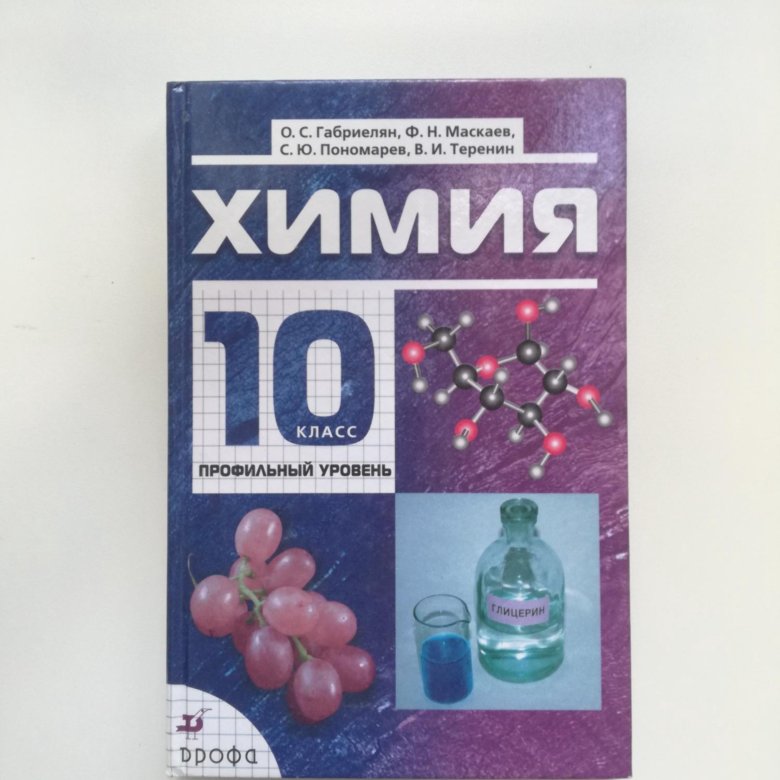 О. С. Габриелян, Ф. Н. Маскаев,
С. Ю. Пономарев, В. И. Теренин
ХИМИЯ
10
КЛАСС
ПРОФИЛЬНЫЙ УРОВЕНЬ
ГЛИЦЕРИН
дрофа